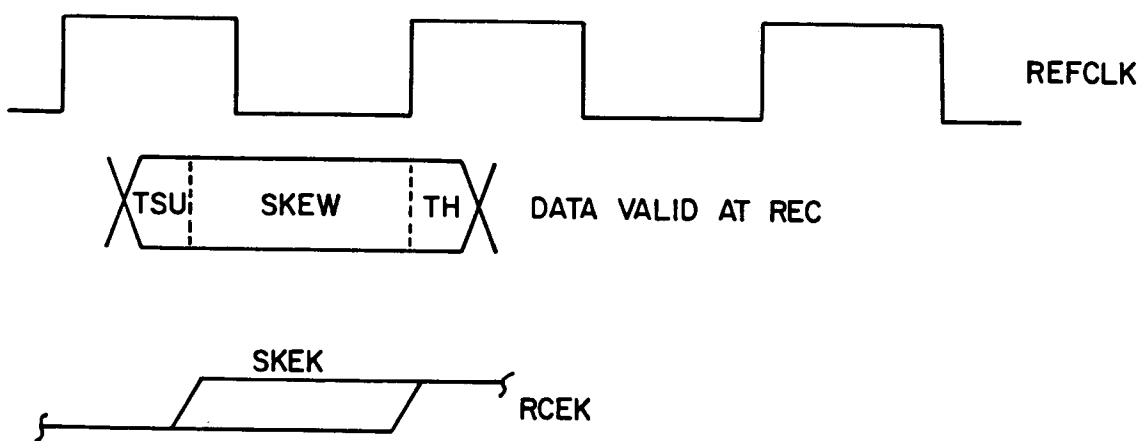 REFCLK
TSU SKEW TH DATA VALID AT REC
SKEK
RCEK